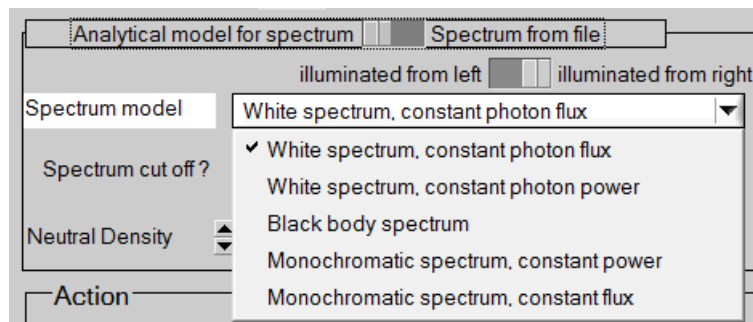 Analytical model for spectrum Spectrum from file
illuminated from left illuminated from right
Spectrum model White spectrum, constant photon flux
White spectrum, constant photon flux
Spectrum cut off ? White spectrum, constant photon power
Black body spectrum
Neutral Density Monochromatic spectrum, constant power
Action Monochromatic spectrum, constant flux